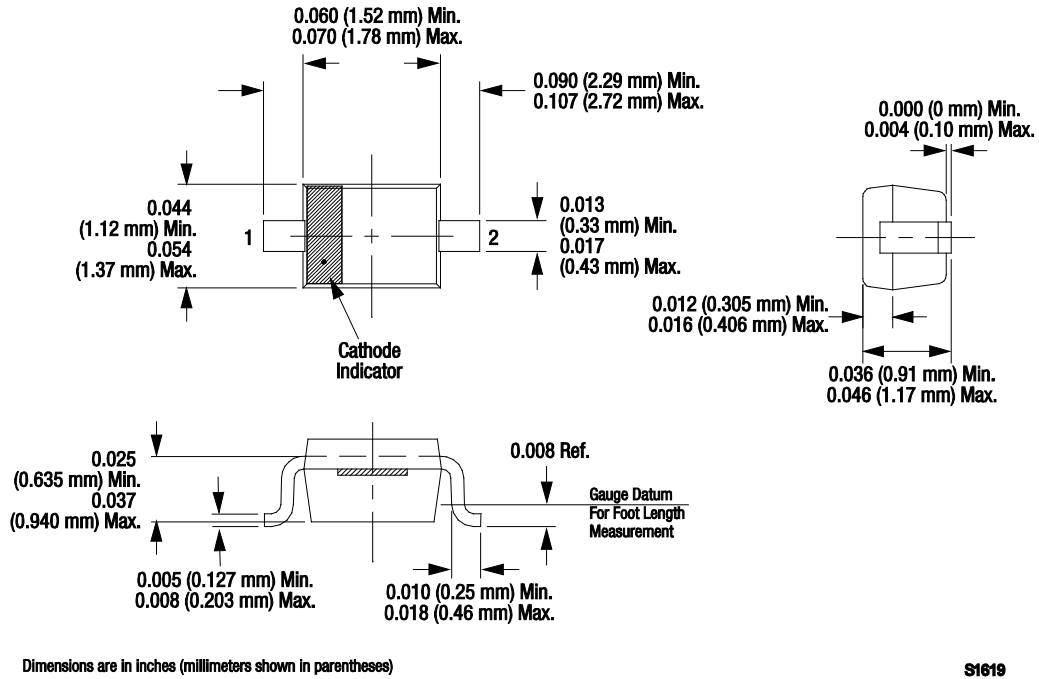 0.060 (1.52 mm) Min.
0.070 (1.78 mm) Max.
0.090 (2.29 mm) Min.
0.107 (2.72 mm) Max.
0.000 (0 mm) Min.
0.004 (0.10 mm) Max.
0.044
(1.12 mm) Min.
0.054
(1.37 mm) Max.
1
2
0.013
(0.33 mm) Min.
0.017
(0.43 mm) Max.
0.012 (0.305 mm) Min.
0.016 (0.406 mm) Max.
Cathode
Indicator
0.036 (0.91 mm) Min.
0.046 (1.17 mm) Max.
0.025
(0.635 mm) Min.
0.037
(0.940 mm) Max.
0.008 Ref.
Gauge Datum
For Foot Length
Measurement
0.005 (0.127 mm) Min.
0.008 (0.203 mm) Max.
0.010 (0.25 mm) Min.
0.018 (0.46 mm) Max.
Dimensions are in inches (millimeters shown in parentheses)
S1619